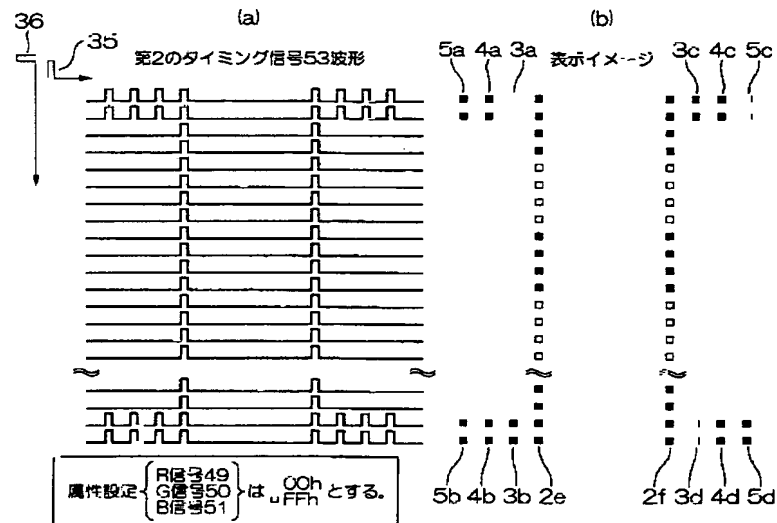 (a)
(b)
36
35
第2のタイミング信号53波形
表示イメージ
5a 4a 3a
3c 4c 5c
5b 4b 3b 2e
2f 3d 4d 5d
属性設定
R信号49
G信号50
B信号51
は
00h
FFh
とする。